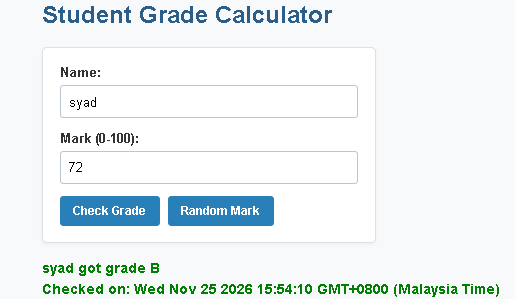 Student Grade Calculator
Name:
syad
Mark (0-100):
72
Check Grade Random Mark
syad got grade B
Checked on: Wed Nov 25 2026 15:54:10 GMT+0800 (Malaysia Time)